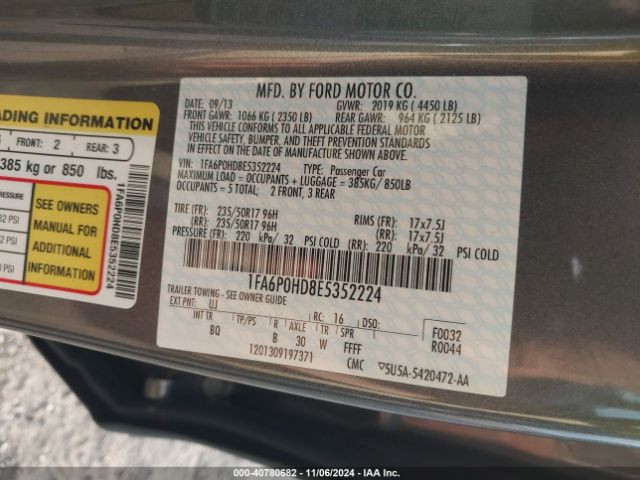 ADING INFORMATION
FRONT: 2 REAR: 3
385 kg or 850 lbs.
RESSURE
32 PSI
32 PSI
SEE OWNERS
MANUAL FOR
ADDITIONAL
INFORMATION
1FA6P0HD8E5352224
MFD. BY FORD MOTOR CO.
09/13 GVWR: 2019 KG ( 4450 LB)
FRONT GAWR: 1066 KG ( 2350 LB) REAR GAWR: 964 KG ( 2125 LB)
THIS VEHICLE CONFORMS TO ALL APPLICABLE FEDERAL MOTOR
VEHICLE SAFETY, BUMPER, AND THEFT PREVENTION STANDARDS
IN EFFECT ON THE DATE OF MANUFACTURE SHOWN ABOVE.
VIN: 1FA6P0HD8E5352224 TYPE: Passenger Car
MAXIMUM LOAD = OCCUPANTS + LUGGAGE = 385KG/ 850LB
OCCUPANTS = 5 TOTAL; 2 FRONT, 3 REAR
TIRE (FR): 235/50R17 96H RIMS (FR): 17x7.5J
(RR): 235/50R17 96H (RR): 17x7.5J
PRESSURE (FR): 220 kPa/ 32 PSI COLD (RR): 220 kPa/ 32 PSI COLD
1FA6P0HD8E5352224
TRAILER TOWING - SEE OWNER GUIDE
EXT PNT: UJ RC: 16 DSO: F0032
INT TR TP/PS R AXLE TR SPR R0044
BQ B 30 W FFFF
1201309197371 CMC 5U5A-5420472-AA
000-40780682 - 11/06/2024 - IAA Inc.